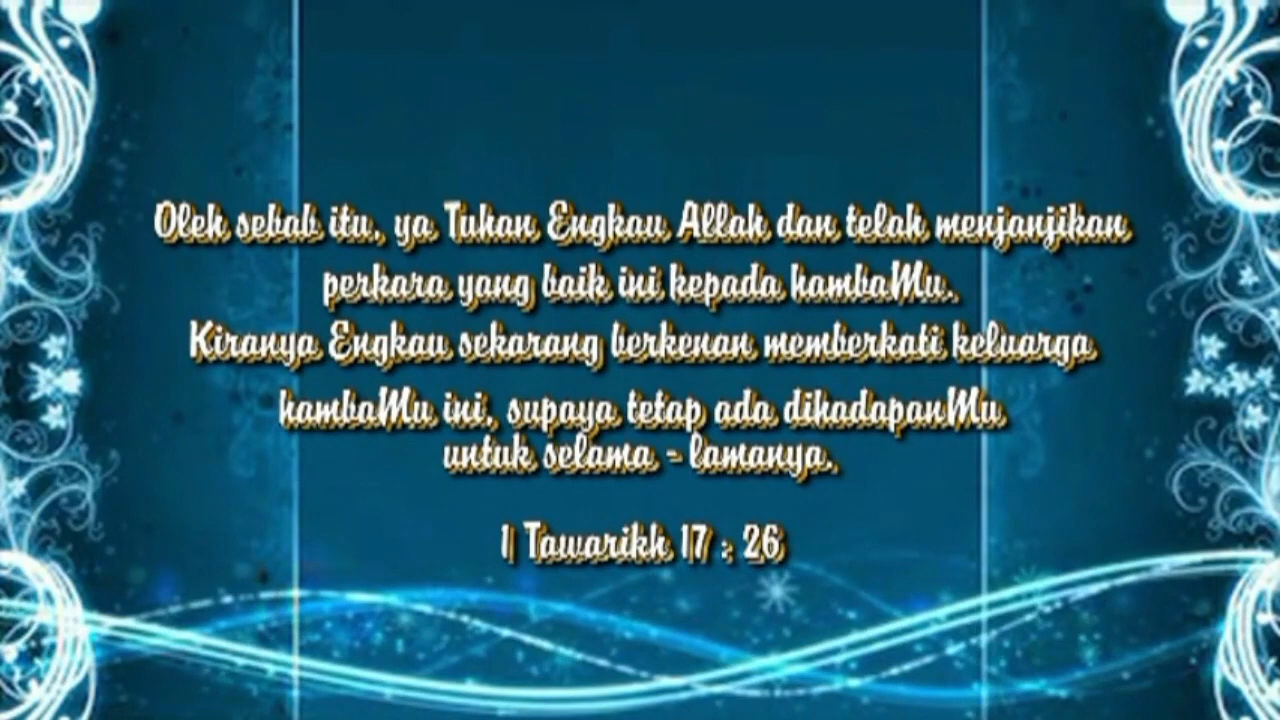 Oleh sebab itu, ya Tuhan Engkau Allah dan telah menjanjikan
perkara yang baik ini kepada hambaMu.
Kiranya Engkau sekarang berkenan memberkati keluarga
hambaMu ini, supaya tetap ada dihadapanMu
untuk selama - lamanya.
1 Tawarikh 17 : 26